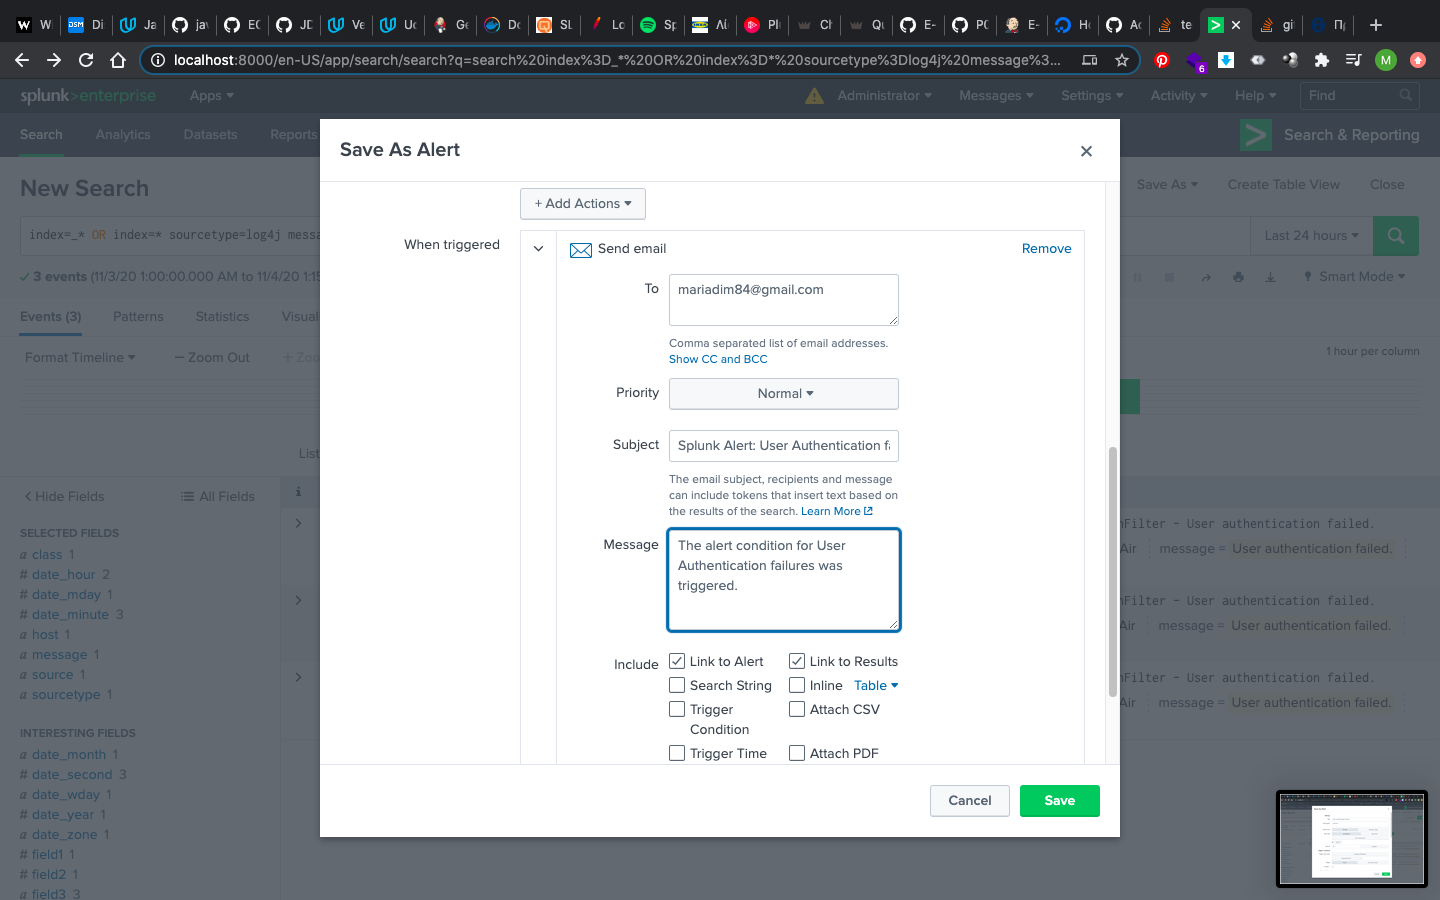 W
Di
Ja
jav
EC
JE
Ve
Uc
Ge
Do
SL
Lo
Sp
Ali
Plu
Ch
Qu
E-
PC
E-
Ho
Ac
te
gi
Пј
localhost:8000/en-US/app/search/search?q=search%20index%3D_*%20OR%20index%3D*%20sourcetype%3Dlog4j%20message%3...
6
M
splunk>enterprise
Apps
Administrator
Messages
Settings
Activity
Help
Find
Search
Analytics
Datasets
Reports
Search & Reporting
New Search
Save As
Create Table View
Close
index=_* OR index=* sourcetype=log4j messa
Last 24 hours
3 events (11/3/20 1:00:00.000 AM to 11/4/20 1:15
Smart Mode
Events (3)
Patterns
Statistics
Visual
Format Timeline
— Zoom Out
+ Zo
1 hour per column
List
Hide Fields
All Fields
i
SELECTED FIELDS
a class 1
# date_hour 2
# date_mday 1
# date_minute 3
a host 1
a message 1
a source 1
a sourcetype 1
INTERESTING FIELDS
a date_month 1
# date_second 3
a date_wday 1
# date_year 1
a date_zone 1
# field1 1
# field2 1
a field3 3
nFilter - User authentication failed.
Air
message = User authentication failed.
nFilter - User authentication failed.
Air
message = User authentication failed.
nFilter - User authentication failed.
Air
message = User authentication failed.
Save As Alert
+ Add Actions
When triggered
Send email
Remove
To
mariadim84@gmail.com
Comma separated list of email addresses.
Show CC and BCC
Priority
Normal
Subject
Splunk Alert: User Authentication f
The email subject, recipients and message
can include tokens that insert text based on
the results of the search. Learn More
Message
The alert condition for User
Authentication failures was
triggered.
Include
Link to Alert
Link to Results
Search String
Inline Table
Trigger
Condition
Attach CSV
Trigger Time
Attach PDF
Cancel
Save